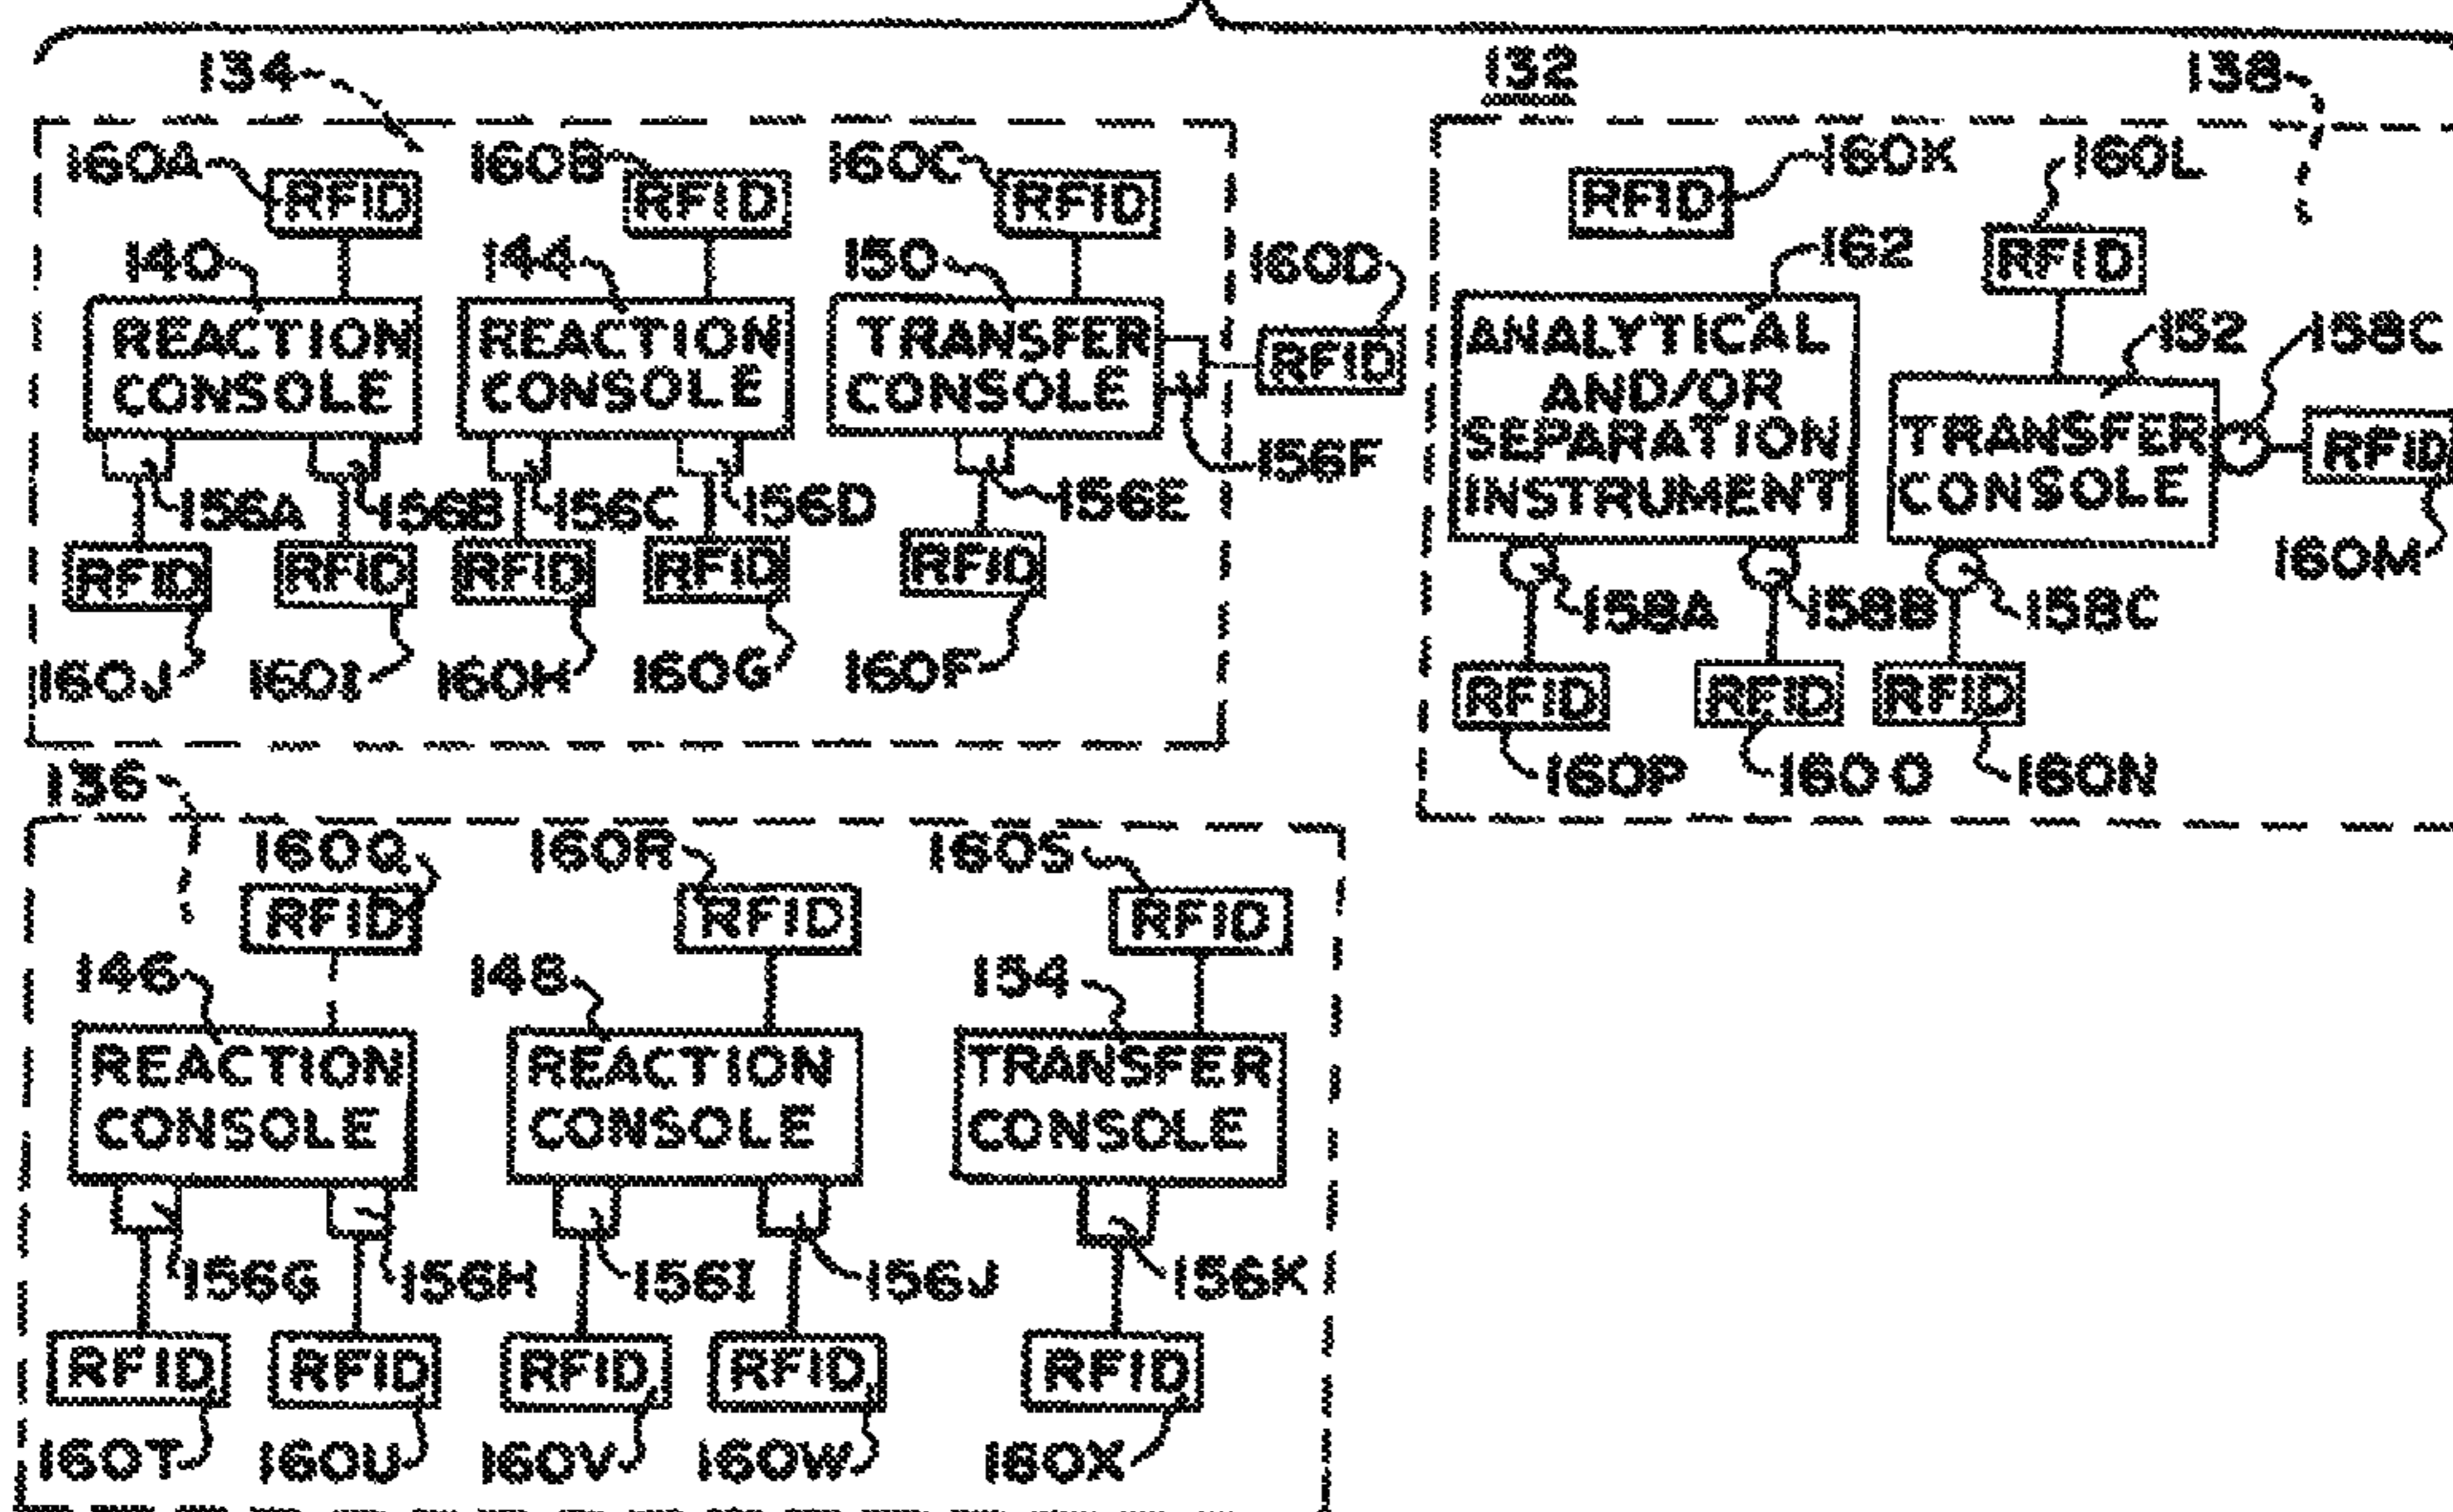 132
134
160A
160B
160C
RFID
RFID
RFID
140
144
150
160D
REACTION
CONSOLE
REACTION
CONSOLE
TRANSFER
CONSOLE
RFID
156F
156A
156B
156C
156D
156E
RFID
RFID
RFID
RFID
RFID
160J
160I
160H
160G
160F
138
160K
160L
RFID
162
RFID
152
158C
ANALYTICAL
AND/OR
SEPARATION
INSTRUMENT
TRANSFER
CONSOLE
RFID
160M
158A
158B
158C
RFID
RFID
RFID
160P
160O
160N
136
160Q
160R
160S
RFID
RFID
RFID
146
148
154
REACTION
CONSOLE
REACTION
CONSOLE
TRANSFER
CONSOLE
156G
156H
156I
156J
156K
RFID
RFID
RFID
RFID
RFID
160T
160U
160V
160W
160X